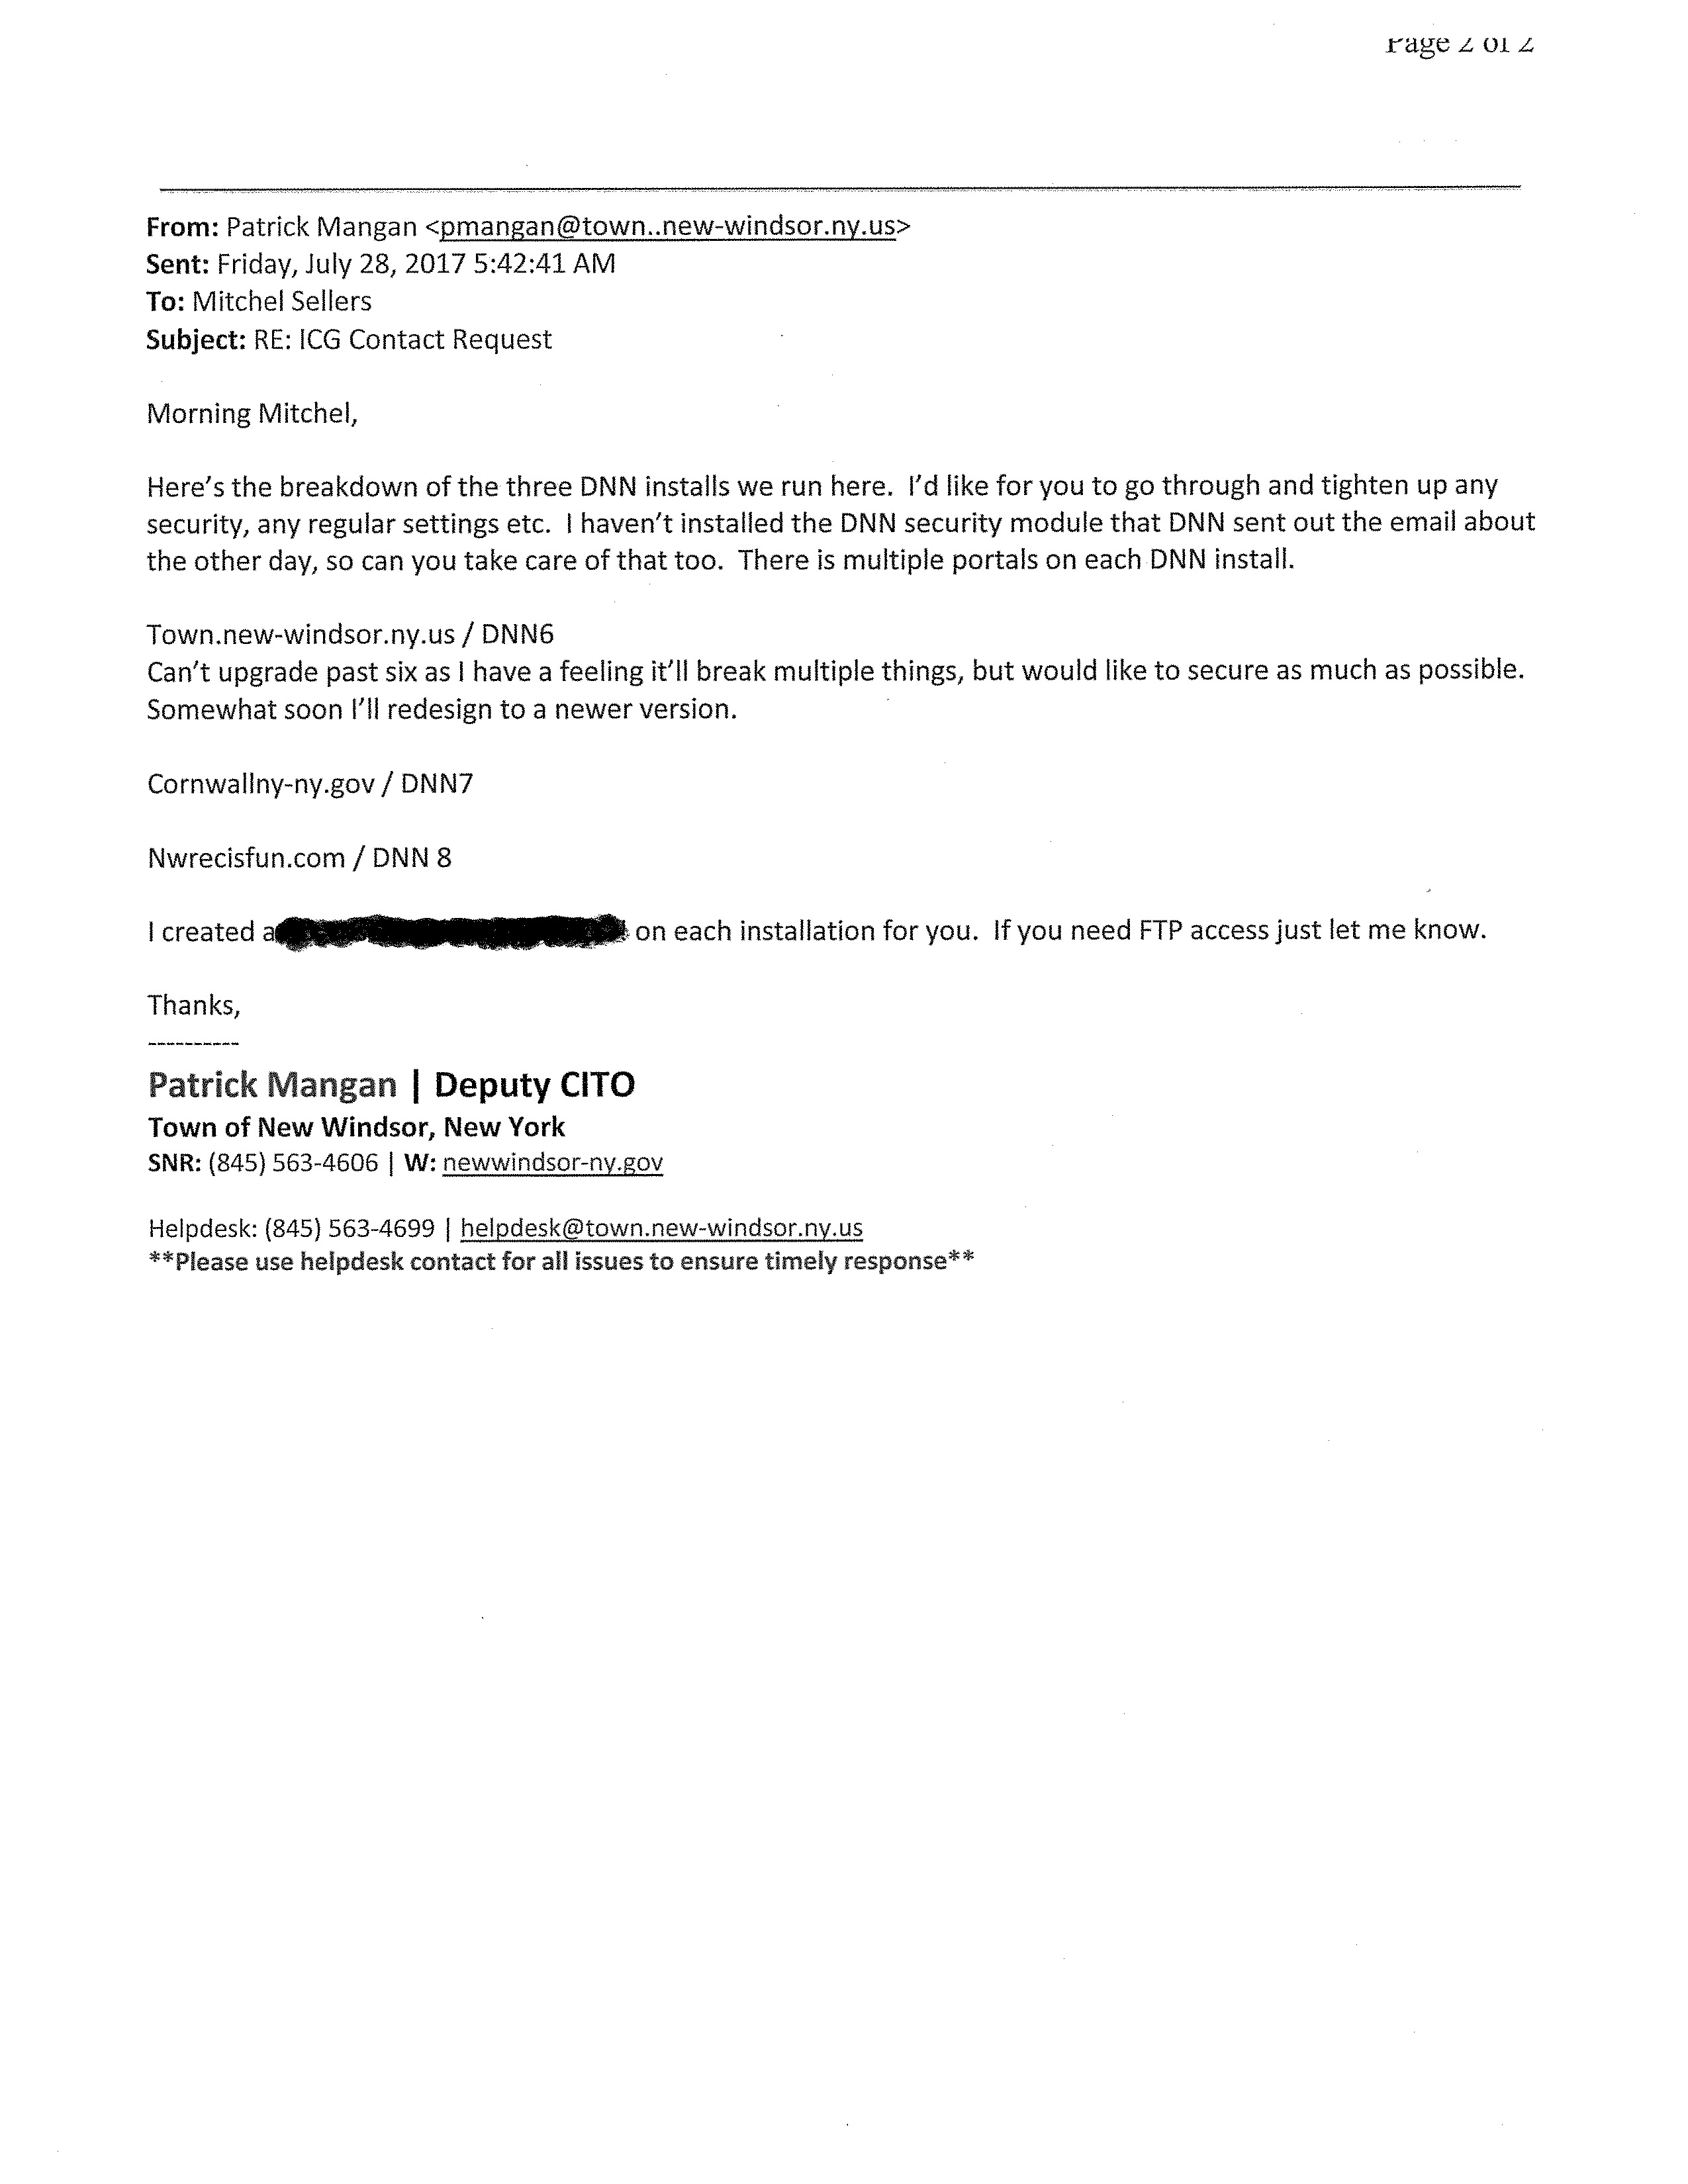 Page 2 of 2
From: Patrick Mangan <pmangan@town..new-windsor.ny.us>
Sent: Friday, July 28, 2017 5:42:41 AM
To: Mitchel Sellers
Subject: RE: ICG Contact Request
Morning Mitchel,
Here's the breakdown of the three DNN installs we run here.  I'd like for you to go through and tighten up any
security, any regular settings etc.  I haven't installed the DNN security module that DNN sent out the email about
the other day, so can you take care of that too.  There is multiple portals on each DNN install.
Town.new-windsor.ny.us / DNN6
Can't upgrade past six as I have a feeling it'll break multiple things, but would like to secure as much as possible.
Somewhat soon I'll redesign to a newer version.
Cornwallny-ny.gov / DNN7
Nwrecisfun.com / DNN 8
I created a on each installation for you.  If you need FTP access just let me know.
Thanks,
----------
Patrick Mangan | Deputy CITO
Town of New Windsor, New York
SNR: (845) 563-4606 | W: newwindsor-ny.gov
Helpdesk: (845) 563-4699 | helpdesk@town.new-windsor.ny.us
**Please use helpdesk contact for all issues to ensure timely response**